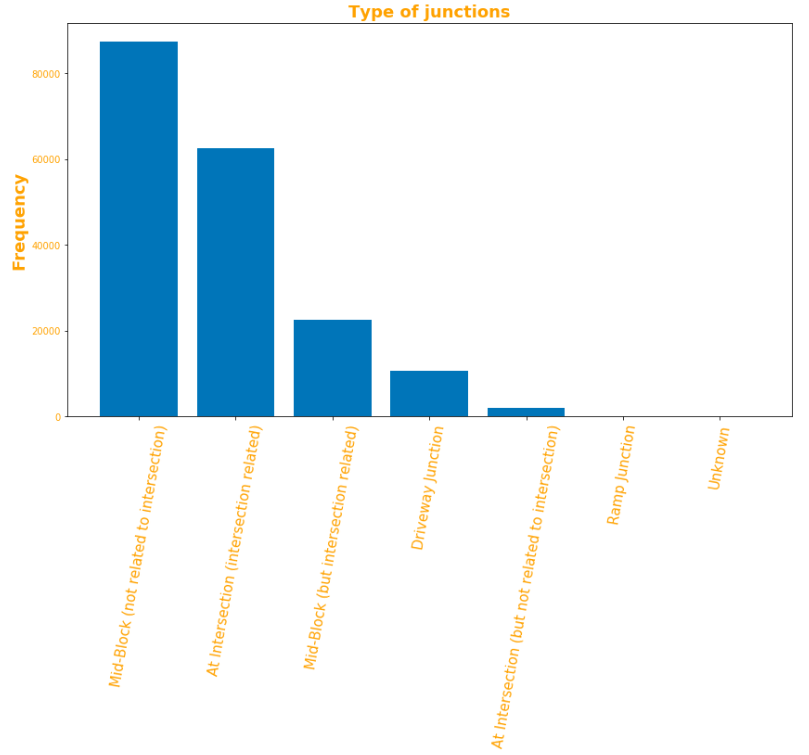 Type of junctions
Frequency
80000
60000
40000
20000
0
Mid-Block (not related to intersection)
At Intersection (intersection related)
Mid-Block (but intersection related)
Driveway Junction
At Intersection (but not related to intersection)
Ramp Junction
Unknown